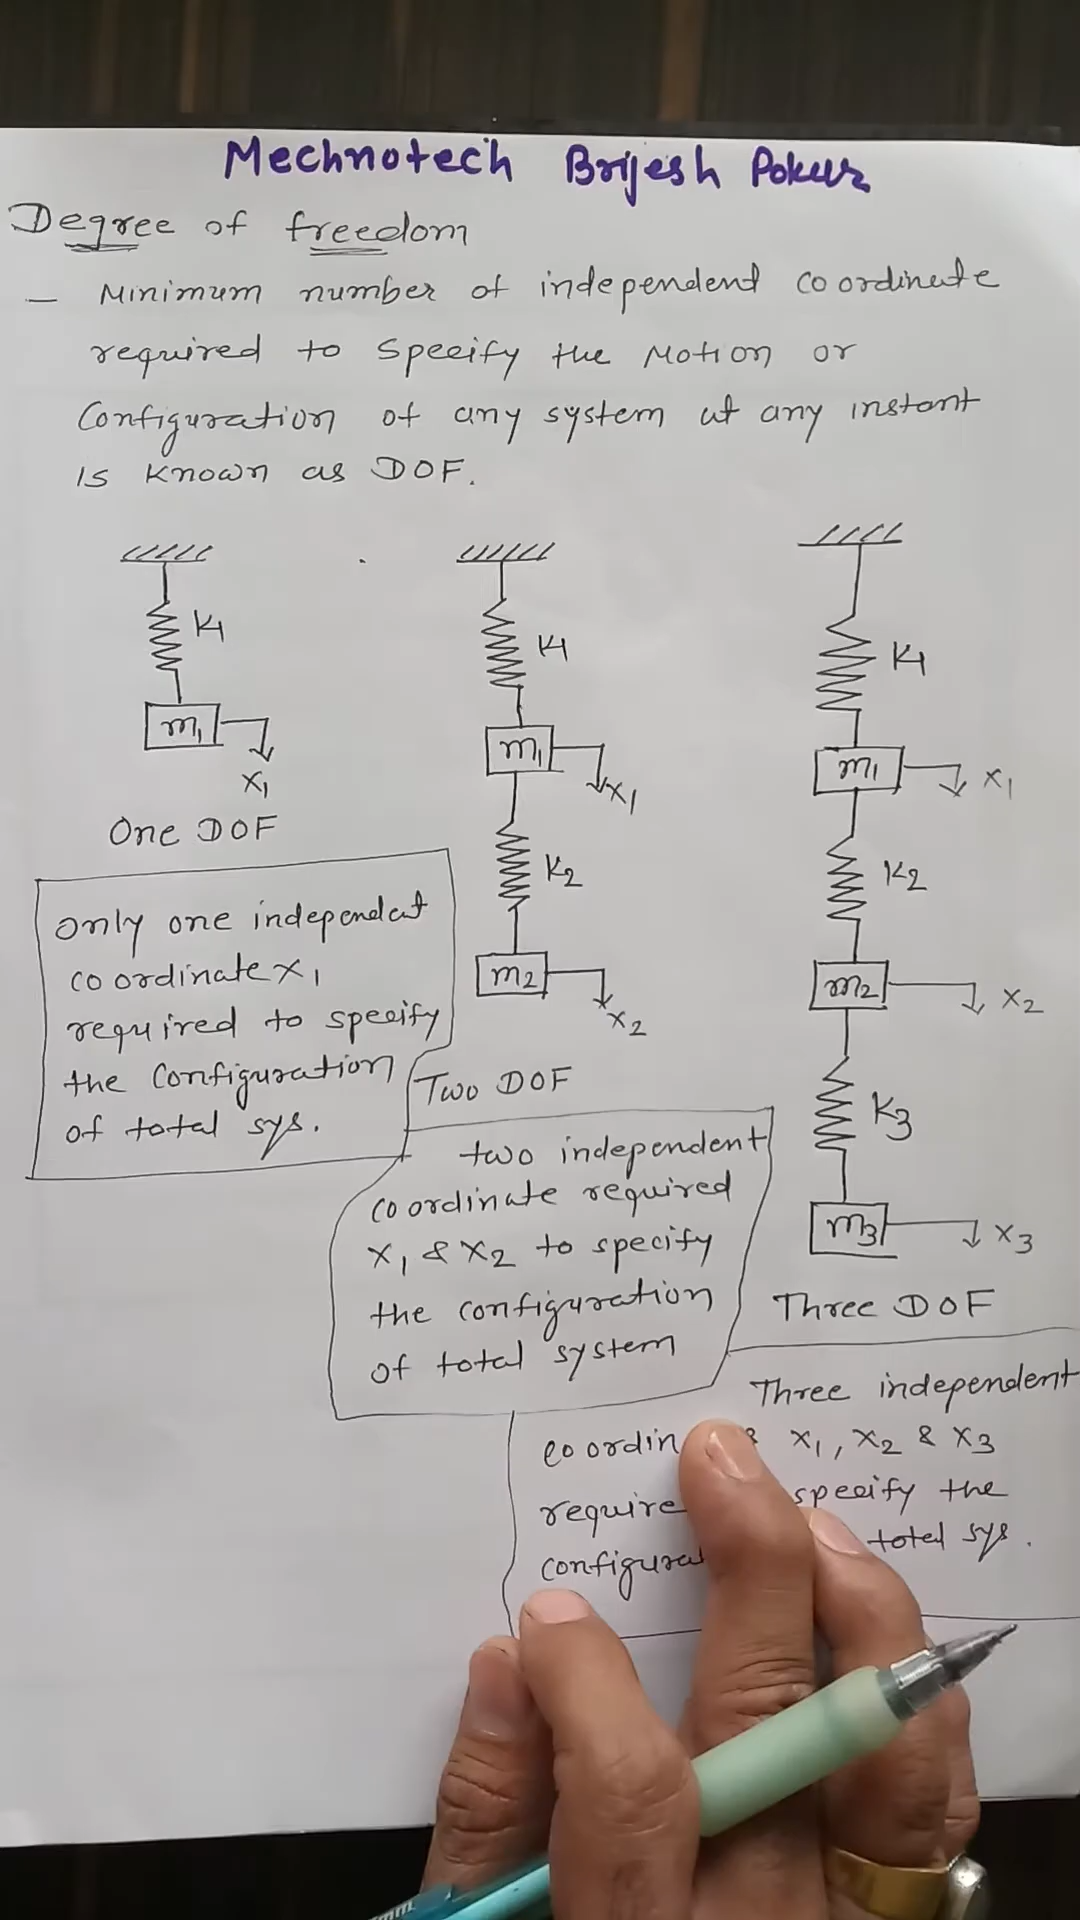 Mechnotech Brijesh Pokur
Degree of freedom
- Minimum number of independent coordinate
required to specify the Motion or
Configuration of any system at any instant
is known as DOF.
K1
m1
x1
One DOF
only one independent
coordinate x1
required to specify
the configuration
of total sys.
K1
m1
x1
K2
m2
x2
Two DOF
two independent
coordinate required
x1 & x2 to specify
the configuration
of total system
K1
m1
x1
K2
m2
x2
K3
m3
x3
Three DOF
Three independent
x1, x2 & x3
specify the
total sys.